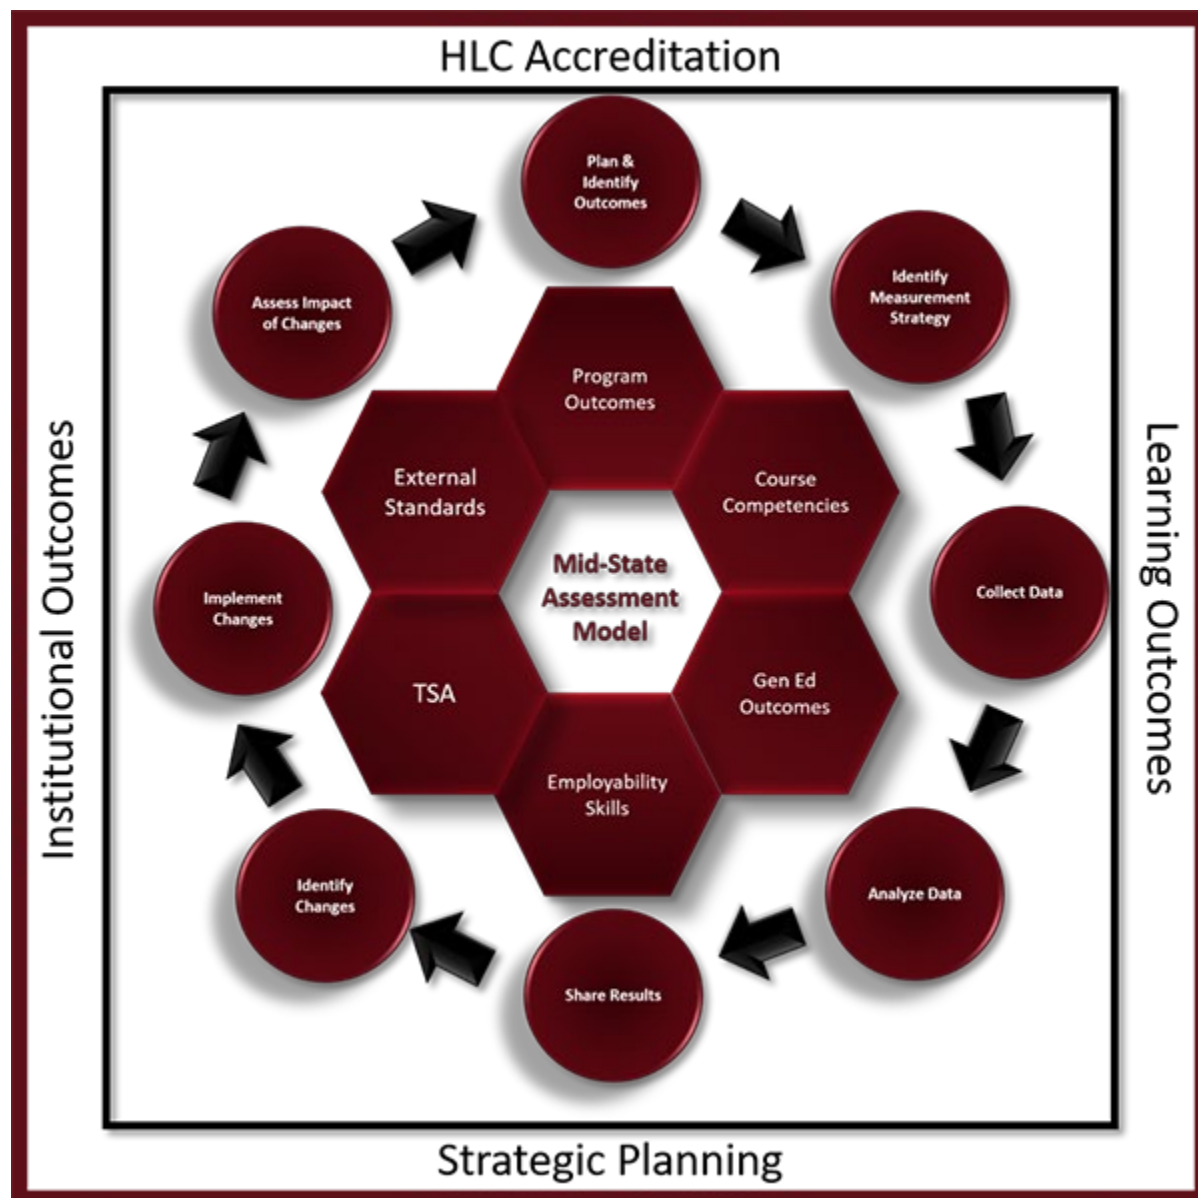 HLC Accreditation
Plan &
Identify
Outcomes
Identify
Measurement
Strategy
Assess Impact
of Changes
Program
Outcomes
External
Standards
Course
Competencies
Institutional Outcomes
Learning Outcomes
Mid-State
Assessment
Model
Collect Data
Implement
Changes
TSA
Gen Ed
Outcomes
Employability
Skills
Identify
Changes
Analyze Data
Share Results
Strategic Planning